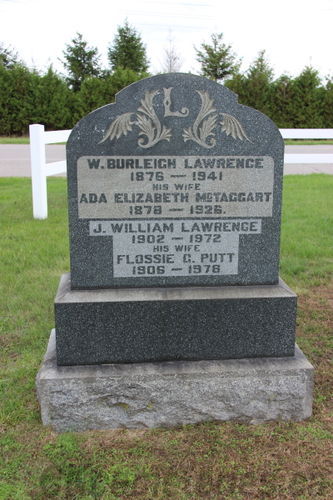 L
W. BURLEIGH LAWRENCE
1876 – 1941
HIS WIFE
ADA ELIZABETH McTAGGART
1878 – 1926.
J. WILLIAM LAWRENCE
1902 – 1972
HIS WIFE
FLOSSIE G. PUTT
1906 – 1978